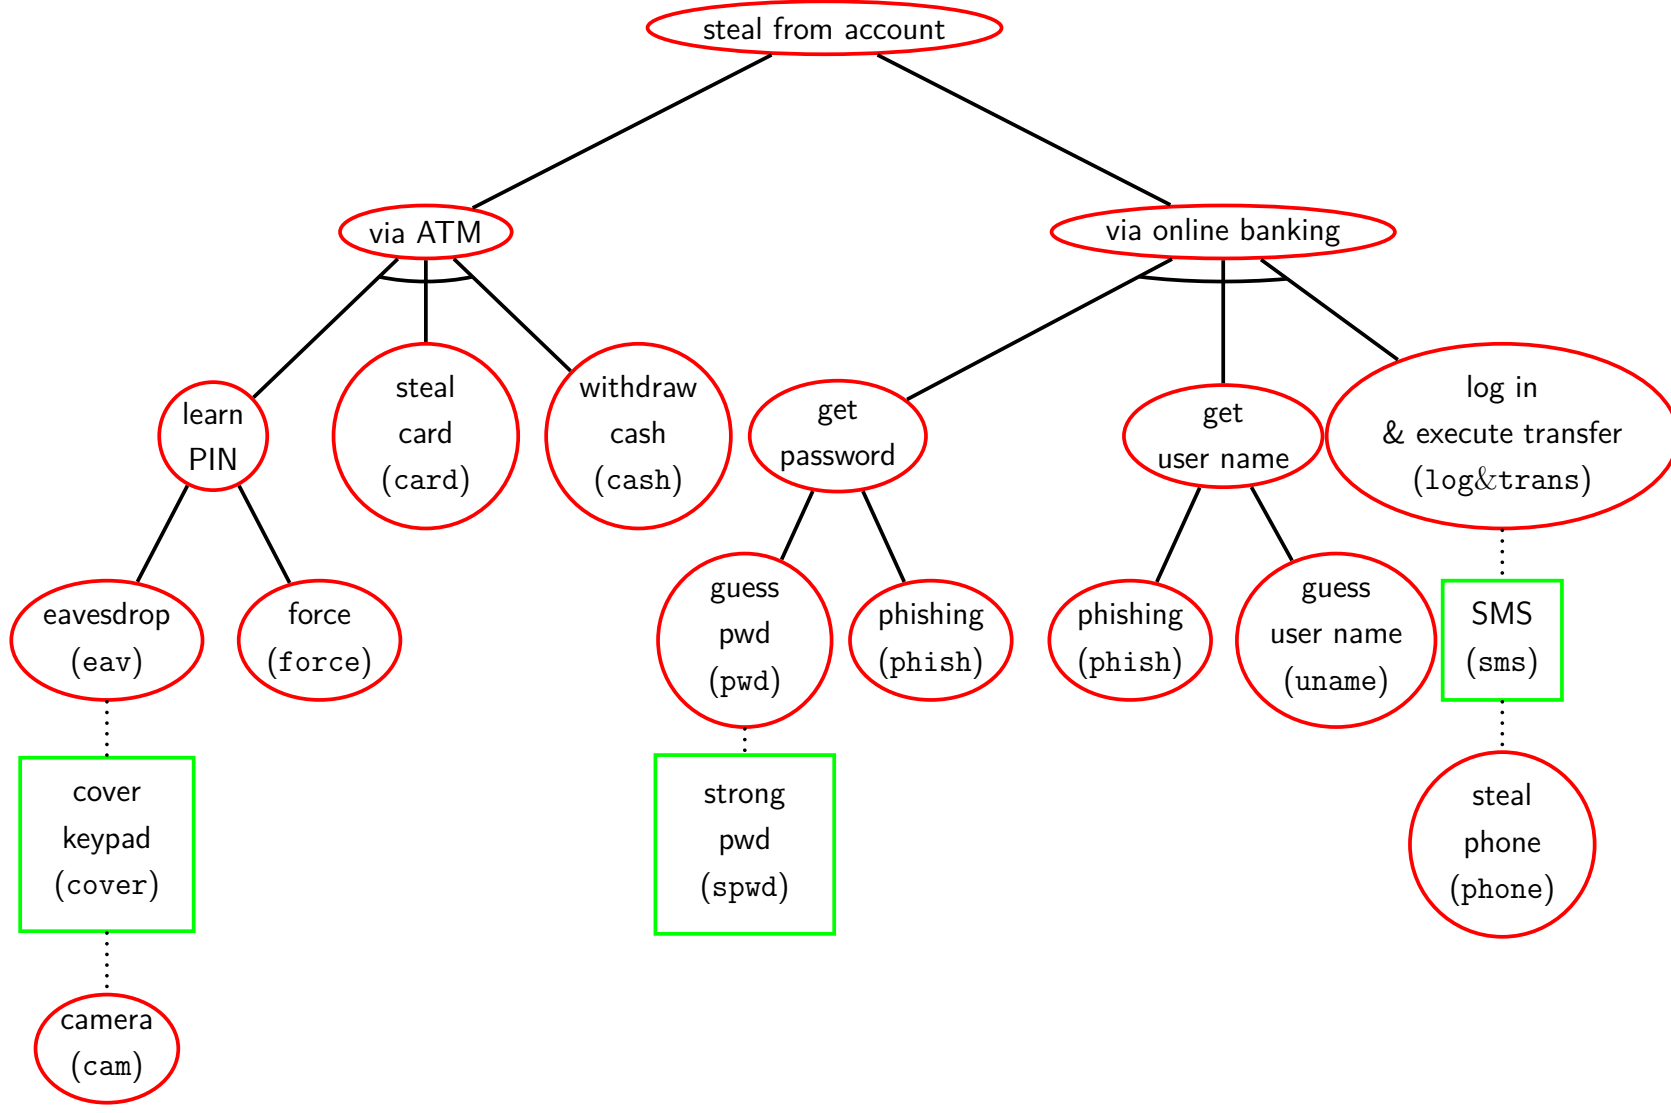 steal from account
via ATM
via online banking
learn
PIN
steal
card
(card)
withdraw
cash
(cash)
get
password
get
user name
log in
& execute transfer
(log&trans)
eavesdrop
(eav)
force
(force)
guess
pwd
(pwd)
phishing
(phish)
phishing
(phish)
guess
user name
(uname)
SMS
(sms)
cover
keypad
(cover)
strong
pwd
(spwd)
steal
phone
(phone)
camera
(cam)